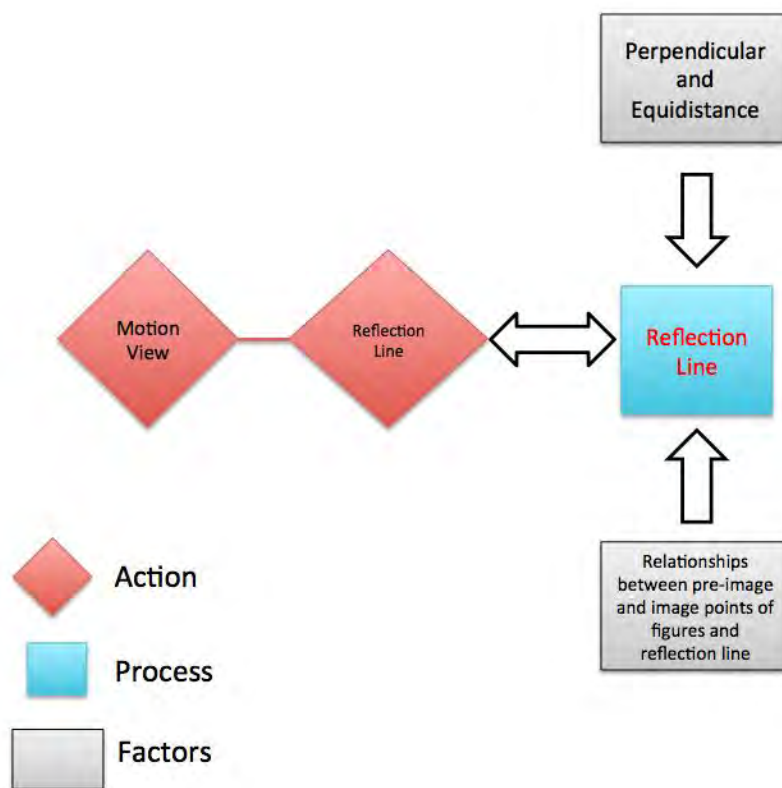 Perpendicular
and
Equidistance
Motion
View
Reflection
Line
Reflection
Line
Relationships
between pre-image
and image points of
figures and
reflection line
Action
Process
Factors